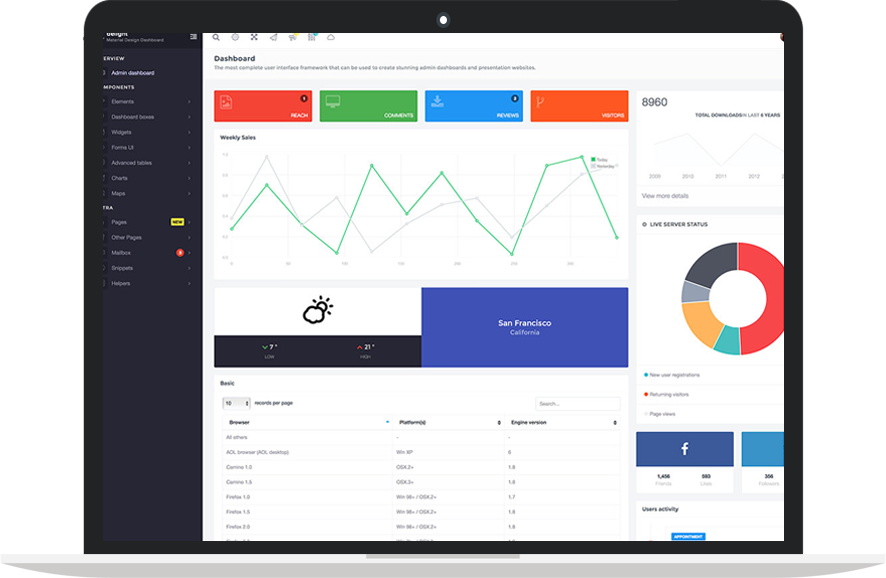 delight
Material Design Dashboard
ERVIEW
Admin dashboard
MPONENTS
Elements
Dashboard boxes
Widgets
Forms UI
Advanced tables
Charts
Maps
TRA
Pages NEW
Other Pages
Mailbox
Snippets
Helpers
Dashboard
The most complete user interface framework that can be used to create stunning admin dashboards and presentation websites.
REACH
COMMENTS
REVIEWS
VISITORS
Weekly Sales
Today
Yesterday
0 50 100 150 200 250 300
8960
TOTAL DOWNLOADS IN LAST 6 YEARS
2009 2010 2011 2012
View more details
LIVE SERVER STATUS
New user registrations
Returning visitors
Page views
7 °
LOW
21 °
HIGH
San Francisco
California
Basic
10 records per page
Search...
Browser Platform(s) Engine version
All others - -
AOL browser (AOL desktop) Win XP 6
Camino 1.0 OSX.2+ 1.8
Camino 1.5 OSX.3+ 1.8
Firefox 1.0 Win 98+ / OSX.2+ 1.7
Firefox 1.5 Win 98+ / OSX.2+ 1.8
Firefox 2.0 Win 98+ / OSX.2+ 1.8
f
1,456
Friends
593
Likes
356
Followers
Users activity
APPOINTMENT